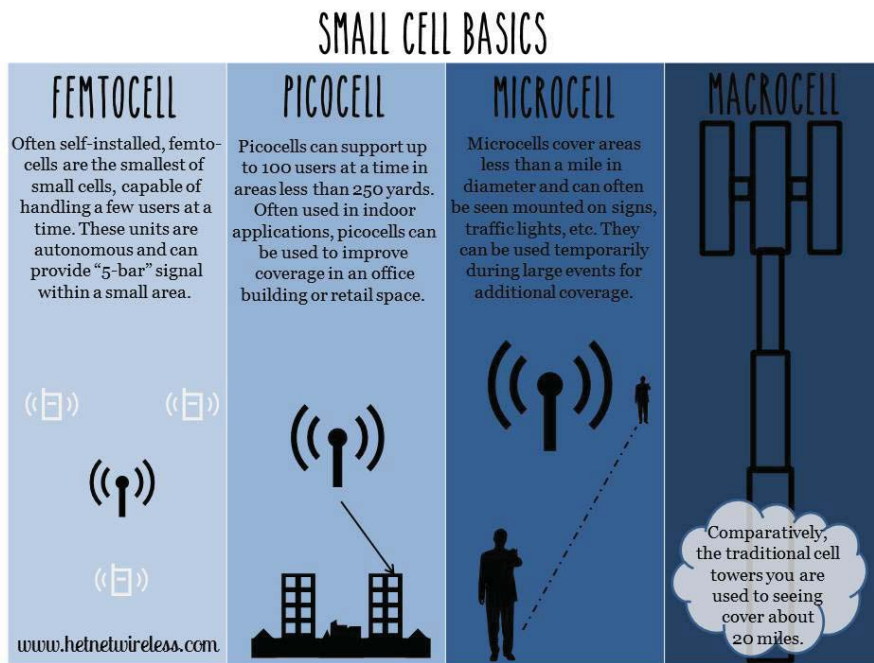 SMALL CELL BASICS
FEMTOCELL
Often self-installed, femto-
cells are the smallest of
small cells, capable of
handling a few users at a
time. These units are
autonomous and can
provide “5-bar” signal
within a small area.
www.hetnetwireless.com
PICOCELL
Picocells can support up
to 100 users at a time in
areas less than 250 yards.
Often used in indoor
applications, picocells can
be used to improve
coverage in an office
building or retail space.
MICROCELL
Microcells cover areas
less than a mile in
diameter and can often
be seen mounted on signs,
traffic lights, etc. They
can be used temporarily
during large events for
additional coverage.
MACROCELL
Comparatively,
the traditional cell
towers you are
used to seeing
cover about
20 miles.